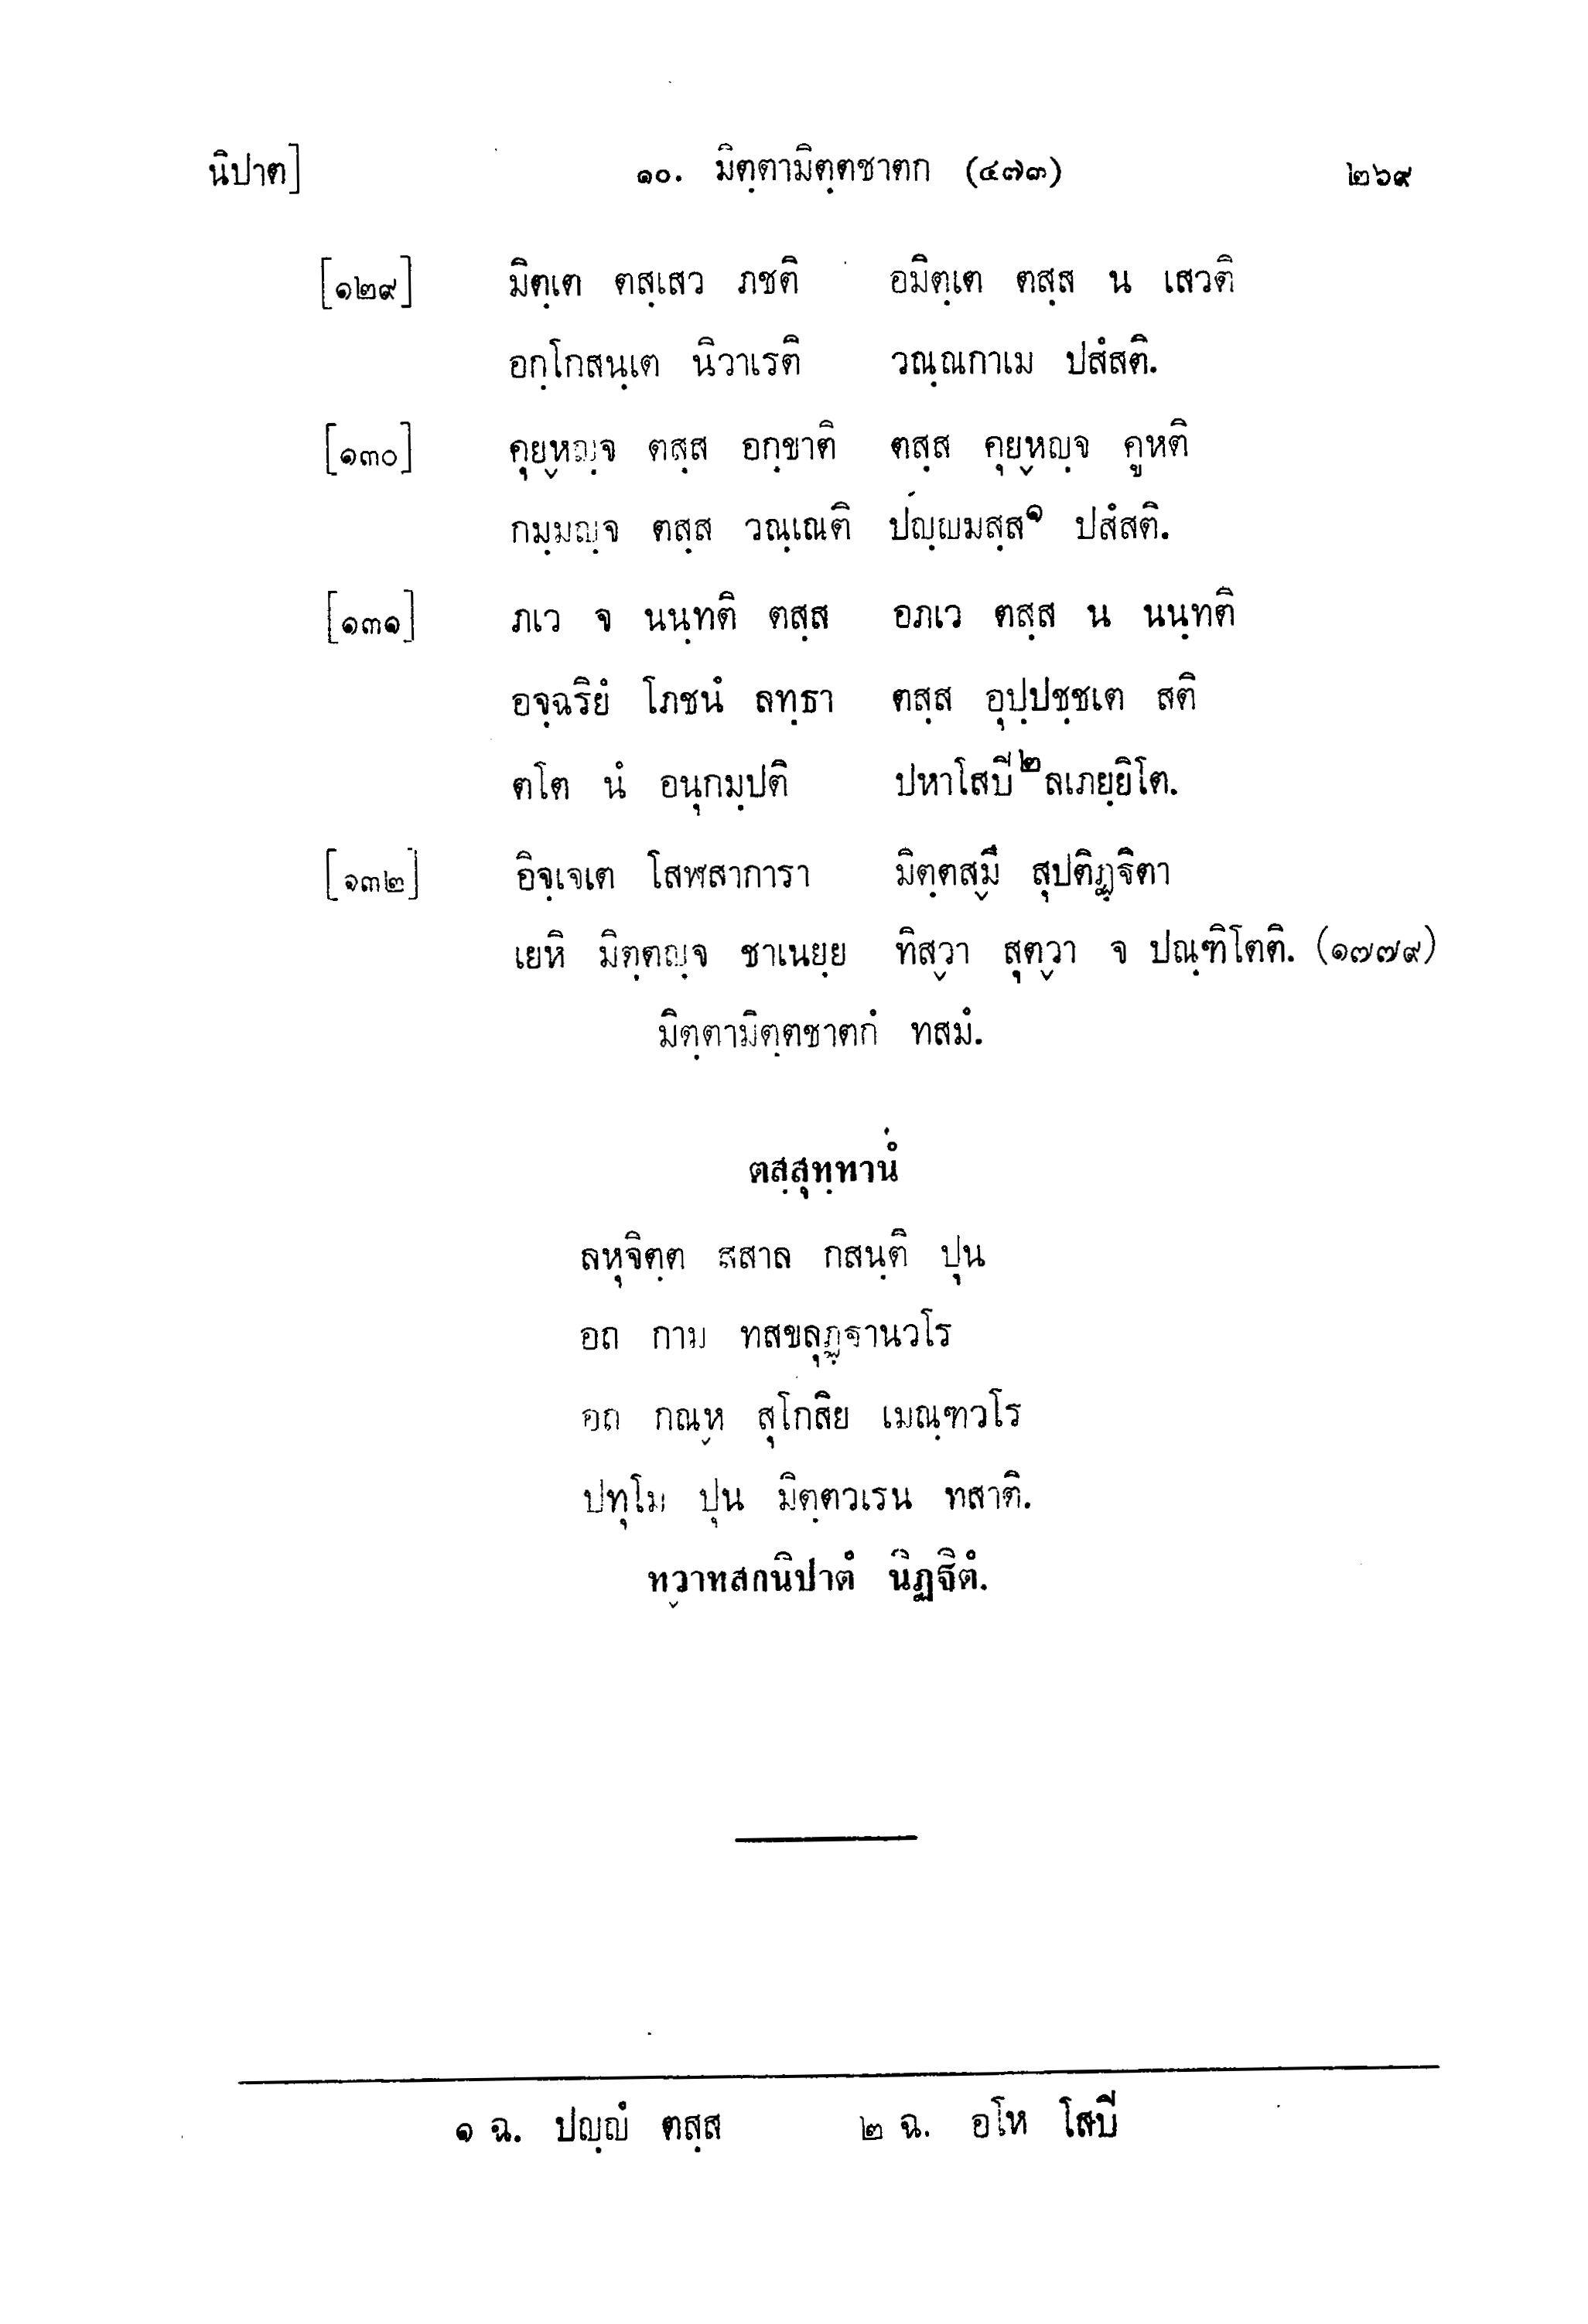 นิปาต] ๑๐. มิตฺตามิตฺตชาตก (๔๗๓) ๒๖๙
[๑๒๙] มิตฺเต ตสฺเสว ภชติ อมิตฺเต ตสฺส น เสวติ
อกฺโกสนฺเต นิวาเรติ วณฺณกาเม ปสํสติ.
[๑๓๐] คุยฺหญฺจ ตสฺส อกฺขาติ ตสฺส คุยฺหญฺจ คูหติ
กมฺมญฺจ ตสฺส วณฺเณติ ปญฺญมสฺส๑ ปสํสติ.
[๑๓๑] ภเว จ นนฺทติ ตสฺส อภเว ตสฺส น นนฺทติ
อจฺฉริยํ โภชนํ ลทฺธา ตสฺส อุปฺปชฺชเต สติ
ตโต นํ อนุกมฺปติ ปหาโสปี๒ ลเภยฺยิโต.
[๑๓๒] อิจฺเจเต โสฬสาการา มิตฺตสฺมึ สุปติฏฺฐิตา
เยหิ มิตฺตญฺจ ชาเนยฺย ทิสฺวา สุตฺวา จ ปณฺฑิโตติ. (๑๗๗๙)
มิตฺตามิตฺตชาตกํ ทสมํ.
ตสฺสุทฺทานํ
ลหุจิตฺต สสาล กสนฺติ ปุน
อถ กาม ทสขลุฏฺฐานวโร
อถ กณฺห สุโกสิย เมณฺฑวโร
ปทุโม ปุน มิตฺตวเรน ทสาติ.
ทฺวาทสกนิปาตํ นิฏฺฐิตํ.
๑ ฉ. ปญฺญํ ตสฺส ๒ ฉ. อโห โสปี